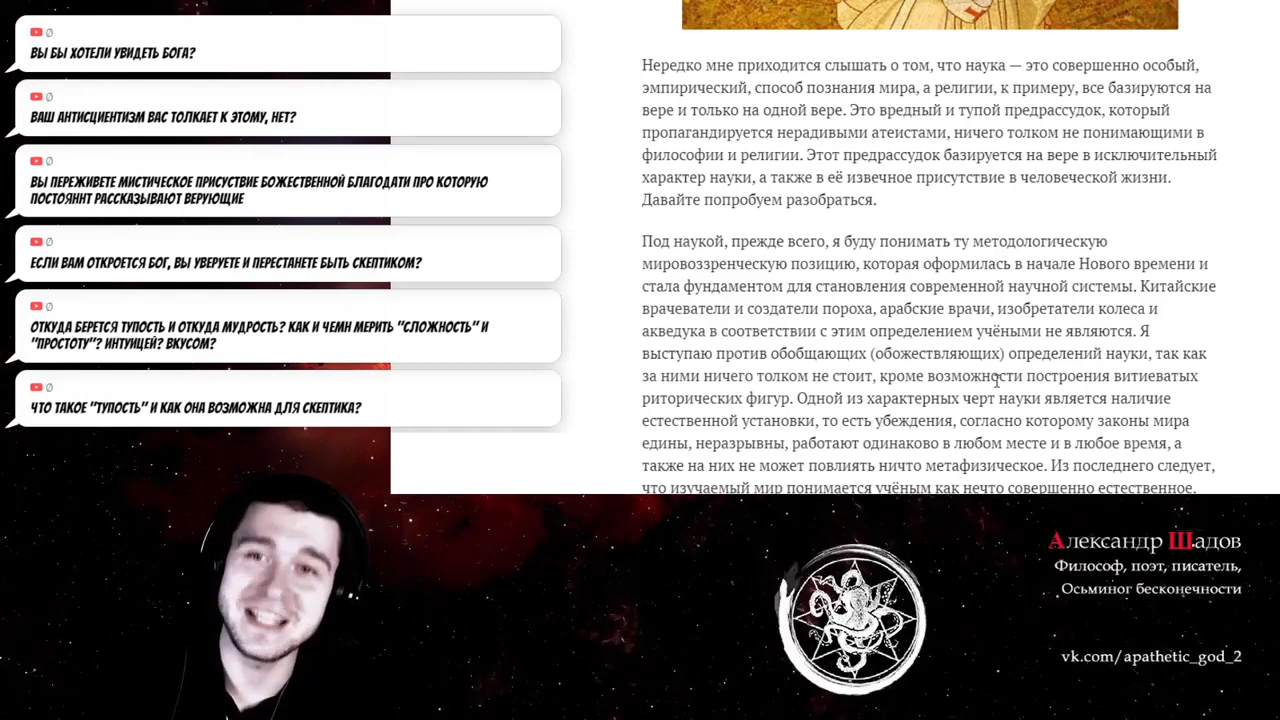 Ø
ВЫ БЫ ХОТЕЛИ УВИДЕТЬ БОГА?
Ø
ВАШ АНТИСЦИЕНТИЗМ ВАС ТОЛКАЕТ К ЭТОМУ, НЕТ?
Ø
ВЫ ПЕРЕЖИВЕТЕ МИСТИЧЕСКОЕ ПРИСУСТВИЕ БОЖЕСТВЕННОЙ БЛАГОДАТИ ПРО КОТОРУЮ
ПОСТОЯННТ РАССКАЗЫВАЮТ ВЕРУЮЩИЕ
Ø
ЕСЛИ ВАМ ОТКРОЕТСЯ БОГ, ВЫ УВЕРУЕТЕ И ПЕРЕСТАНЕТЕ БЫТЬ СКЕПТИКОМ?
Ø
ОТКУДА БЕРЕТСЯ ТУПОСТЬ И ОТКУДА МУДРОСТЬ? КАК И ЧЕМН МЕРИТЬ "СЛОЖНОСТЬ" И
"ПРОСТОТУ"? ИНТУИЦЕЙ? ВКУСОМ?
Ø
ЧТО ТАКОЕ "ТУПОСТЬ" И КАК ОНА ВОЗМОЖНА ДЛЯ СКЕПТИКА?
Нередко мне приходится слышать о том, что наука — это совершенно особый,
эмпирический, способ познания мира, а религии, к примеру, все базируются на
вере и только на одной вере. Это вредный и тупой предрассудок, который
пропагандируется нерадивыми атеистами, ничего толком не понимающими в
философии и религии. Этот предрассудок базируется на вере в исключительный
характер науки, а также в её извечное присутствие в человеческой жизни.
Давайте попробуем разобраться.
Под наукой, прежде всего, я буду понимать ту методологическую
мировоззренческую позицию, которая оформилась в начале Нового времени и
стала фундаментом для становления современной научной системы. Китайские
врачеватели и создатели пороха, арабские врачи, изобретатели колеса и
акведука в соответствии с этим определением учёными не являются. Я
выступаю против обобщающих (обожествляющих) определений науки, так как
за ними ничего толком не стоит, кроме возможности построения витиеватых
риторических фигур. Одной из характерных черт науки является наличие
естественной установки, то есть убеждения, согласно которому законы мира
едины, неразрывны, работают одинаково в любом месте и в любое время, а
также на них не может повлиять ничто метафизическое. Из последнего следует,
что изучаемый мир понимается учёным как нечто совершенно естественное.
Александр Шадов
Философ, поэт, писатель,
Осьминог бесконечности
vk.com/apathetic_god_2